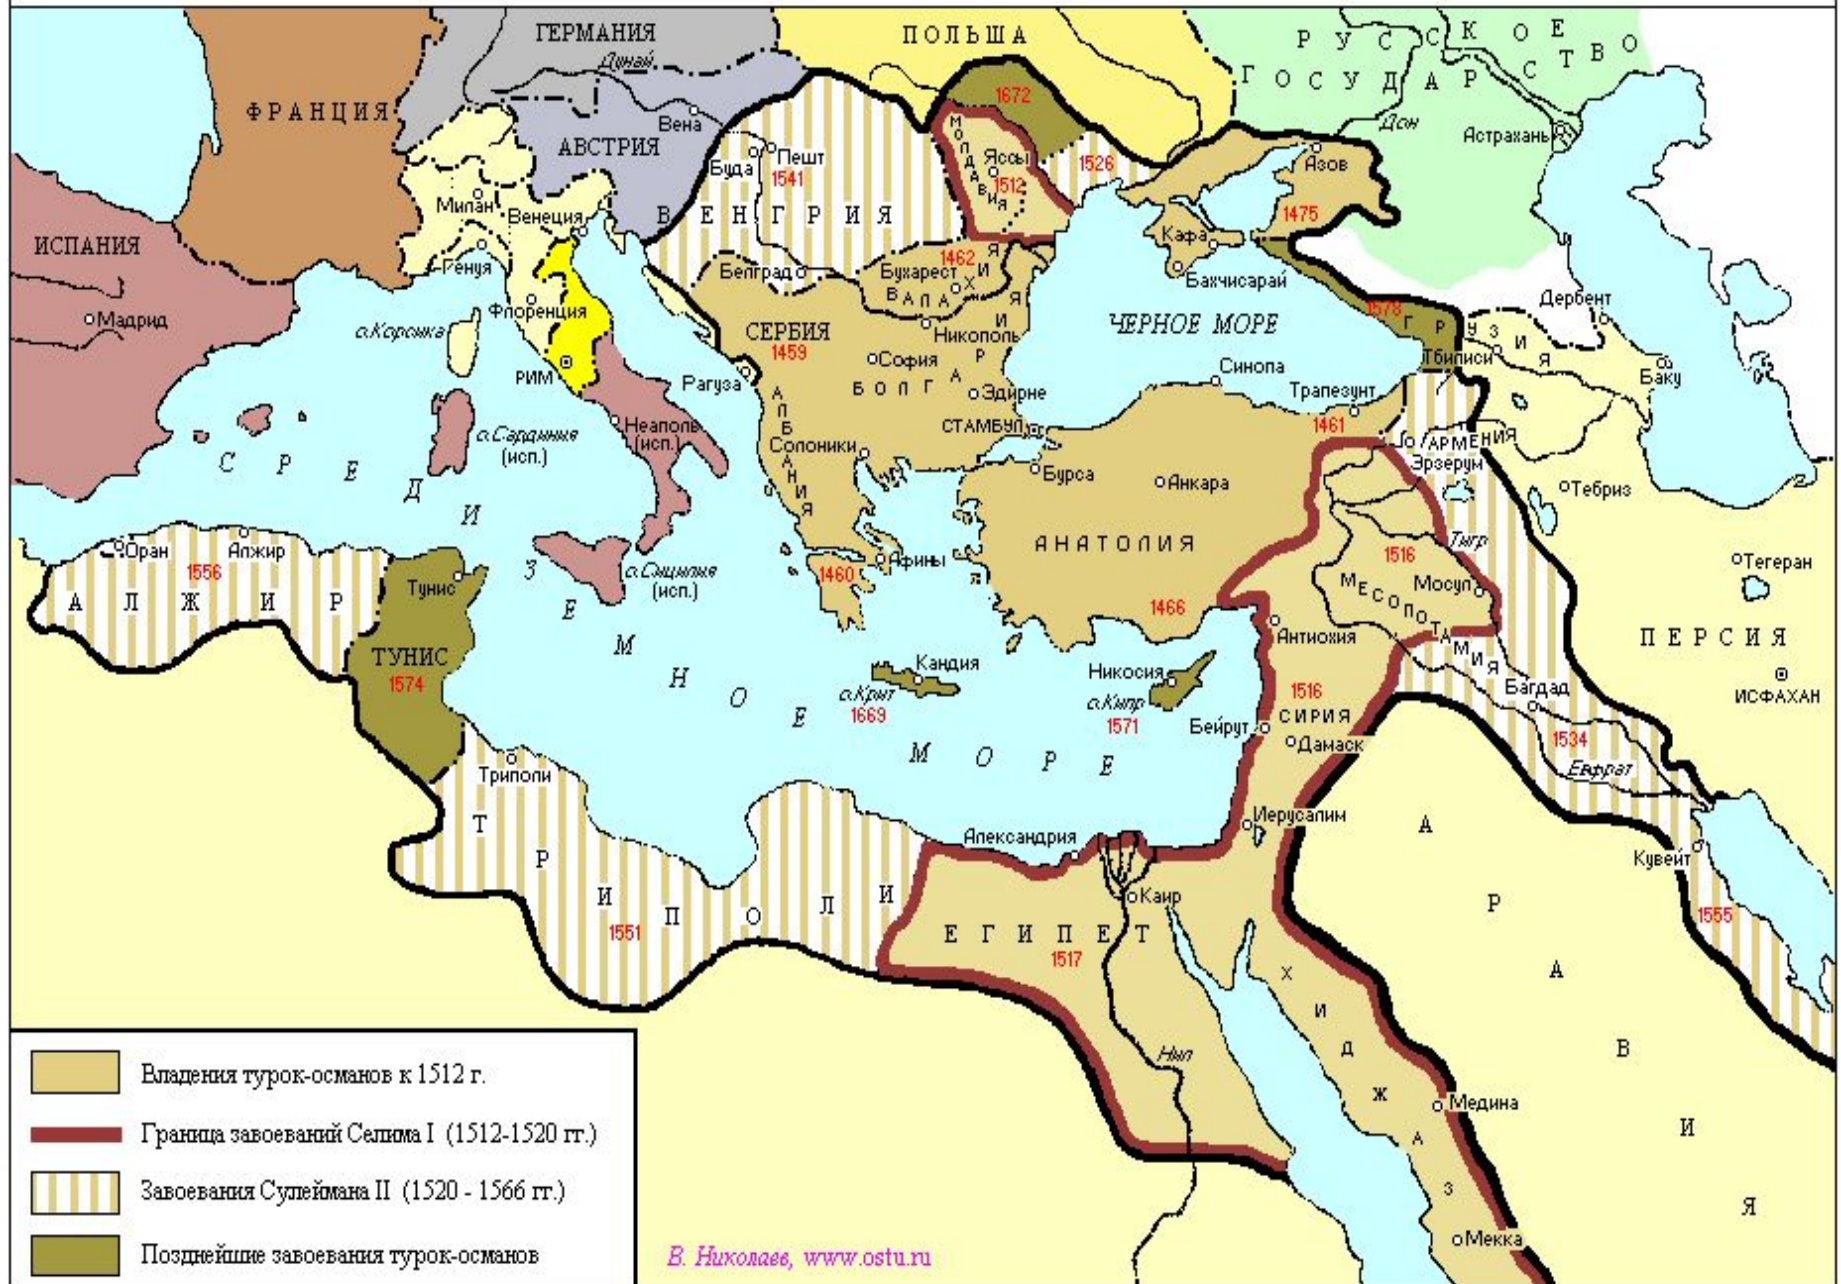 ГЕРМАНИЯ
ПОЛЬША
РУССКОЕ
ГОСУДАРСТВО
Дунай
ФРАНЦИЯ
1672
Вена
Дон
Астрахань
АВСТРИЯ
МОЛДАВИЯ
Буда
Пешт
1541
Яссы
1512
1526
Азов
Милан
Венеция
ВЕНГРИЯ
1475
ИСПАНИЯ
Генуя
Кафа
Белград
Бухарест
1462
ВАЛАХИЯ
Бахчисарай
Дербент
Мадрид
Флоренция
о.Корсика
СЕРБИЯ
1459
Никополь
ЧЕРНОЕ МОРЕ
1578
ГРУЗИЯ
РИМ
Рагуза
София
БОЛГАРИЯ
Тбилиси
Баку
Синопа
Эдирне
Трапезунт
1461
АЛБАНИЯ
СТАМБУЛ
Неаполь
(исп.)
о.Сардиния
(исп.)
Солоники
АРМЕНИЯ
Эрзерум
СРЕДИЗЕМНОЕ МОРЕ
Бурса
Анкара
Тебриз
Оран
Алжир
1556
АНАТОЛИЯ
Тигр
1516
Тегеран
АЛЖИР
Тунис
о.Сицилия
(исп.)
1460
Афины
1466
МЕСОПОТАМИЯ
Мосул
Антиохия
ПЕРСИЯ
ТУНИС
1574
Кандия
о.Крит
1669
Никосия
о.Кипр
1571
1516
СИРИЯ
Багдад
ИСФАХАН
Бейрут
Дамаск
1534
Евфрат
Триполи
ТРИПОЛИ
1551
Александрия
Иерусалим
АРАВИЯ
Кувейт
Каир
1555
ЕГИПЕТ
1517
ХИДЖАЗ
Нил
Медина
Мекка
Владения турок-османов к 1512 г.
Граница завоеваний Селима I (1512-1520 гг.)
Завоевания Сулеймана II (1520 - 1566 гг.)
Позднейшие завоевания турок-османов
В. Николаев, www.ostu.ru